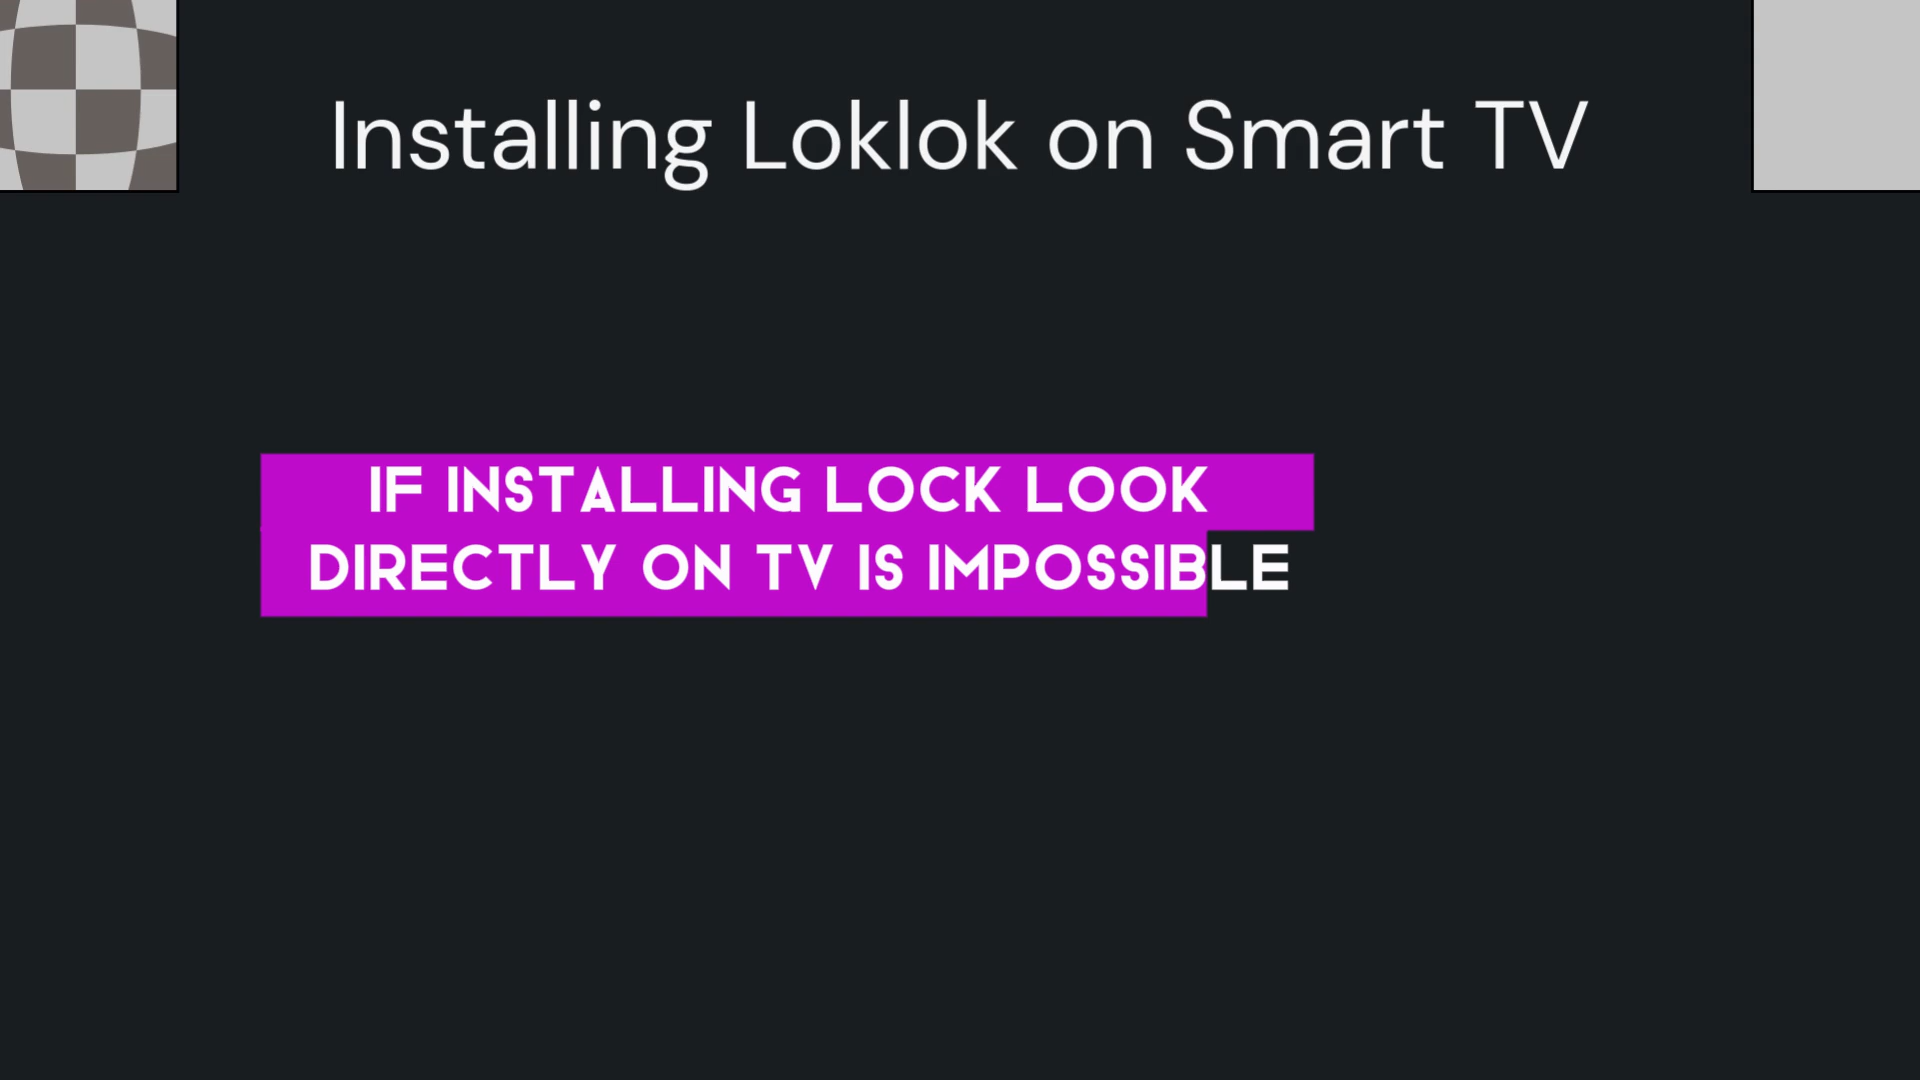 Installing Loklok on Smart TV
IF INSTALLING LOCK LOOK
DIRECTLY ON TV IS IMPOSSIBLE